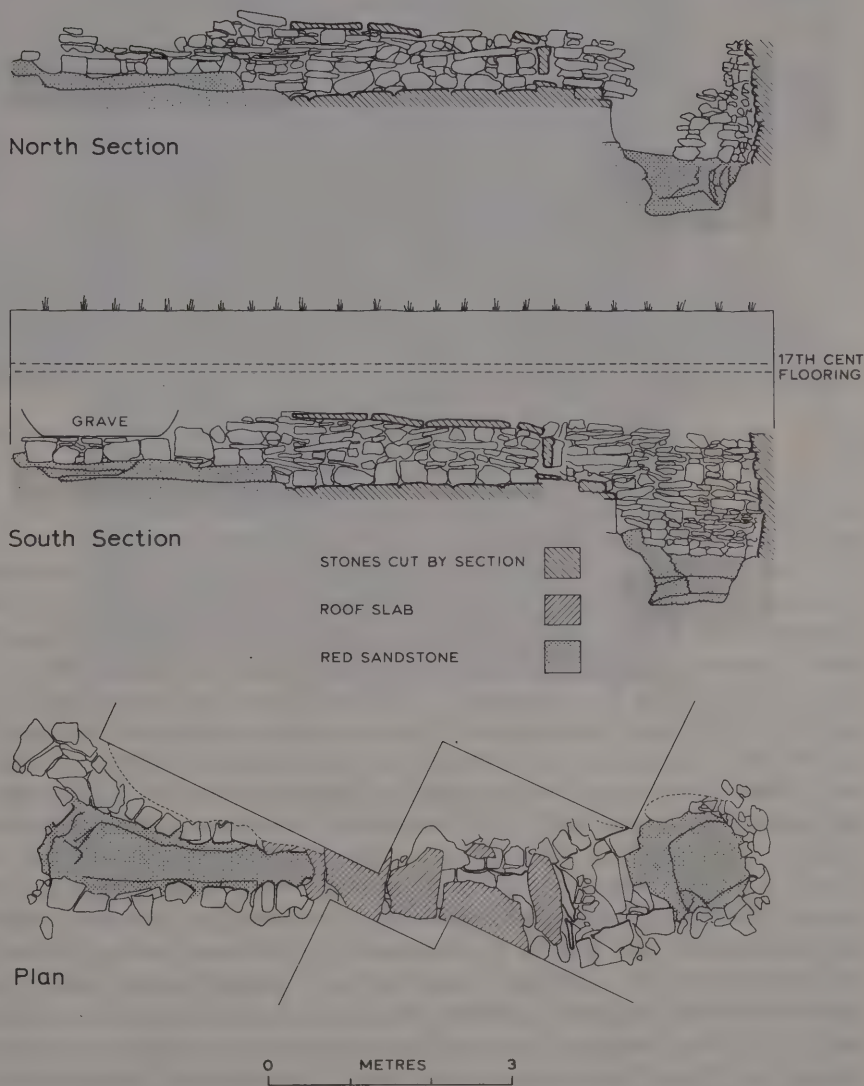 North Section
17TH CENT
FLOORING
GRAVE
South Section
STONES CUT BY SECTION
ROOF SLAB
RED SANDSTONE
Plan
0 METRES 3